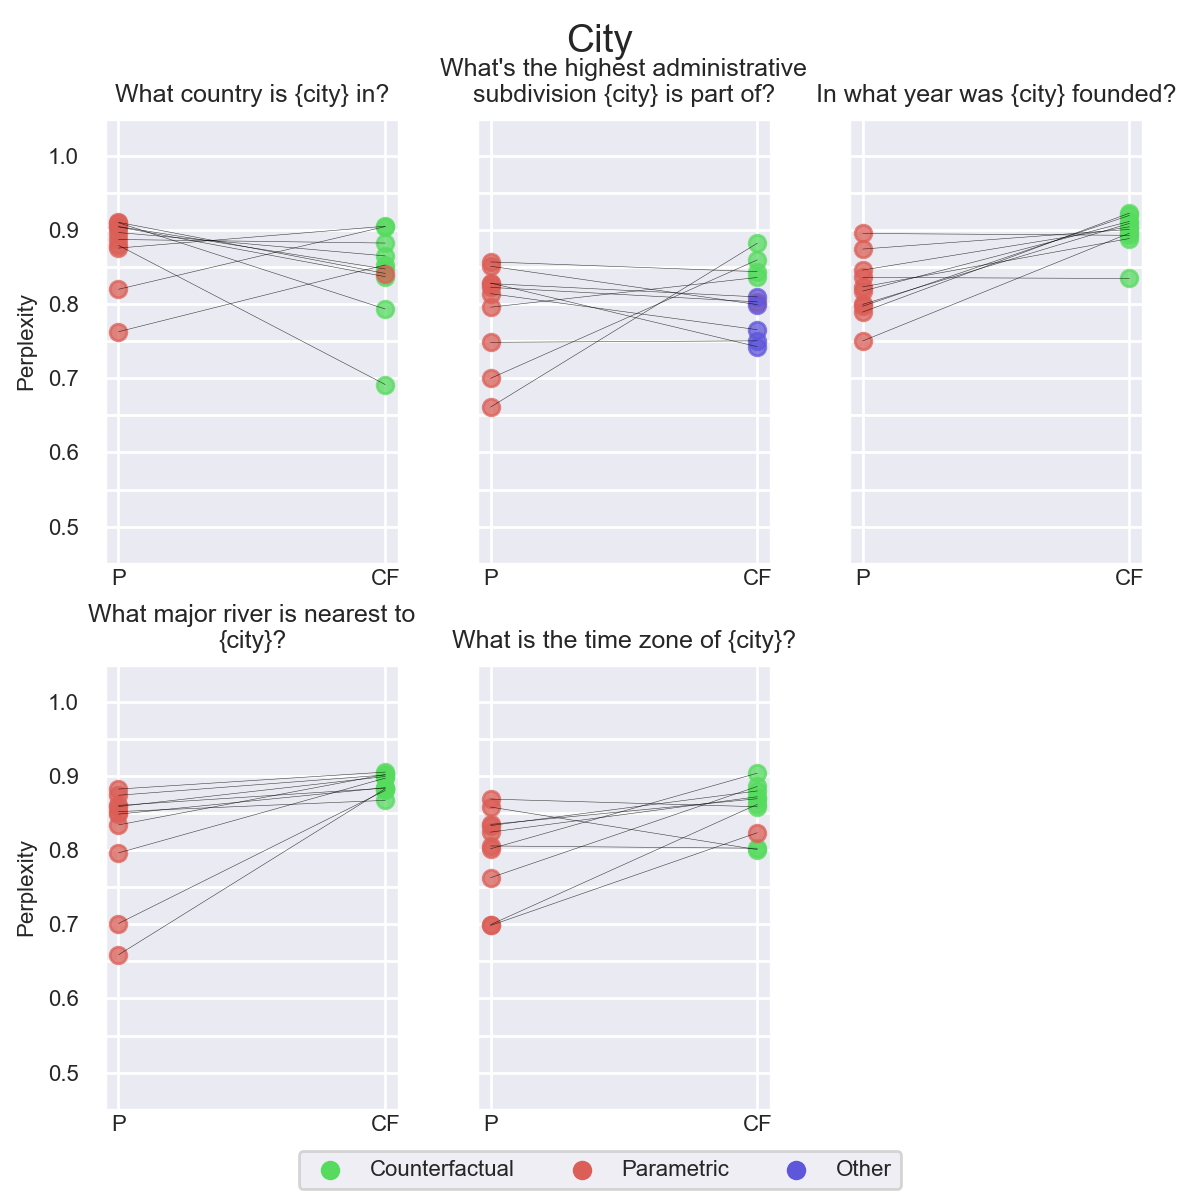 City
What country is {city} in?
What's the highest administrative
subdivision {city} is part of?
In what year was {city} founded?
Perplexity
1.0
0.9
0.8
0.7
0.6
0.5
P
CF
P
CF
P
CF
What major river is nearest to
{city}?
What is the time zone of {city}?
Perplexity
1.0
0.9
0.8
0.7
0.6
0.5
P
CF
P
CF
Counterfactual
Parametric
Other